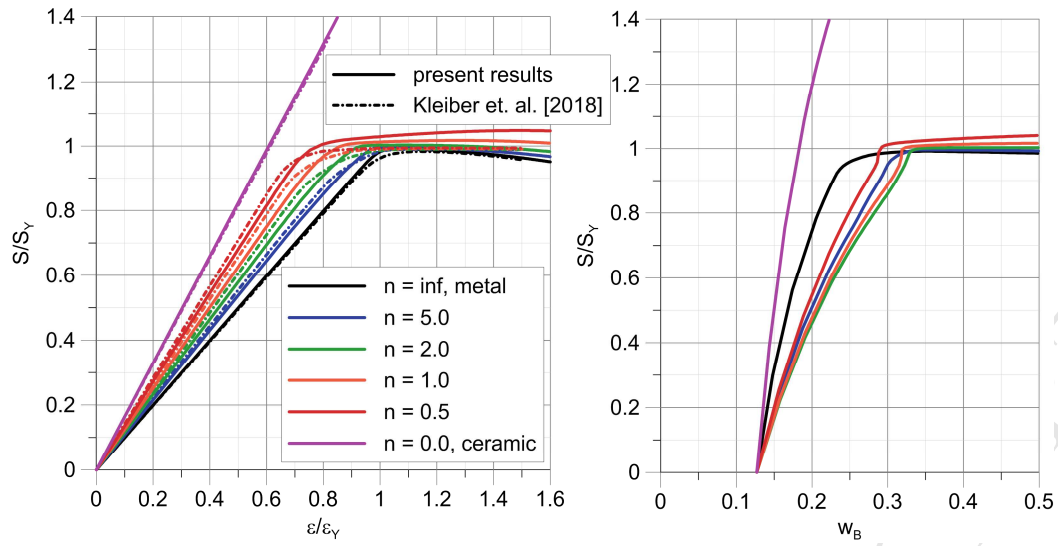 1.4
1.2
1
0.8
0.6
0.4
0.2
0
S/S_Y
0 0.2 0.4 0.6 0.8 1 1.2 1.4 1.6
ε/ε_Y
present results
Kleiber et. al. [2018]
n = inf, metal
n = 5.0
n = 2.0
n = 1.0
n = 0.5
n = 0.0, ceramic
1.4
1.2
1
0.8
0.6
0.4
0.2
0
S/S_Y
0 0.1 0.2 0.3 0.4 0.5
w_B